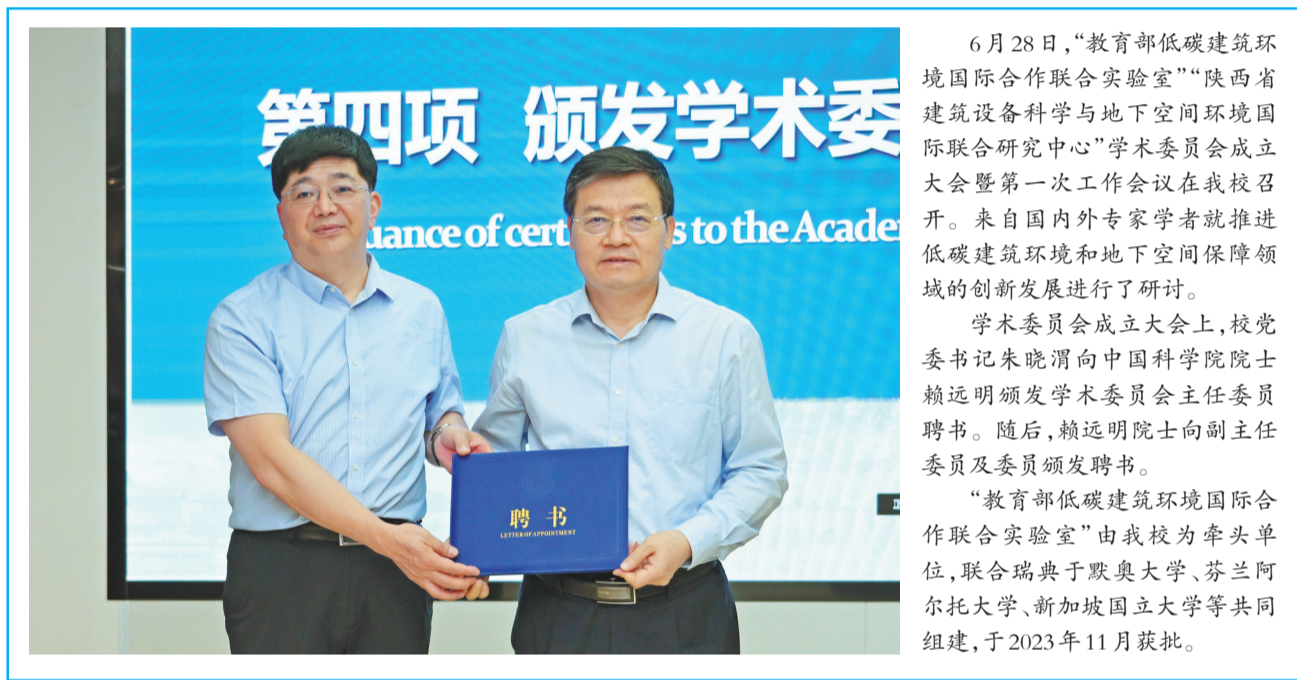 第四项 颁发学术委
uance of cert s to the Acade
聘书
LETTER OF APPOINTMENT
6月28日，“教育部低碳建筑环
境国际合作联合实验室”“陕西省
建筑设备科学与地下空间环境国
际联合研究中心”学术委员会成立
大会暨第一次工作会议在我校召
开。来自国内外专家学者就推进
低碳建筑环境和地下空间保障领
域的创新发展进行了研讨。
学术委员会成立大会上，校党
委书记朱晓渭向中国科学院院士
赖远明颁发学术委员会主任委员
聘书。随后，赖远明院士向副主任
委员及委员颁发聘书。
“教育部低碳建筑环境国际合
作联合实验室”由我校为牵头单
位，联合瑞典于默奥大学、芬兰阿
尔托大学、新加坡国立大学等共同
组建，于2023年11月获批。